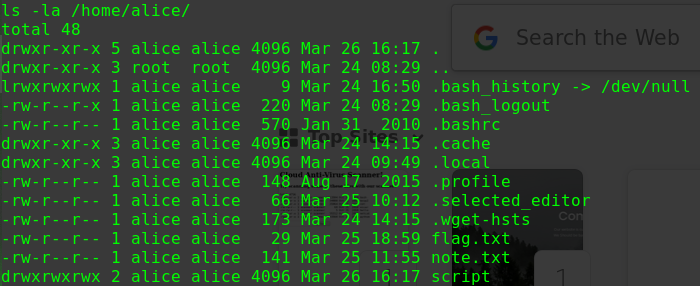 ls -la /home/alice/
Search the Web
total 48
drwxr-xr-x 5 alice alice 4096 Mar 26 16:17 .
drwxr-xr-x 3 root  root  4096 Mar 24 08:29 ..
lrwxrwxrwx 1 alice alice    9 Mar 24 16:50 .bash_history -> /dev/null
-rw-r--r-x 1 alice alice  220 Mar 24 08:29 .bash_logout
-rw-r--r-- 1 alice alice  570 Jan 31  2010 .bashrc
Top Sites
drwxr-xr-x 3 alice alice 4096 Mar 24 14:15 .cache
drwxr-xr-x 3 alice alice 4096 Mar 24 09:49 .local
-rw-r--r-- 1 alice alice  148 Aug 17  2015 .profile
-rw-r--r-- 1 alice alice   66 Mar 25 10:12 .selected_editor
-rw-r--r-- 1 alice alice  173 Mar 24 14:15 .wget-hsts
-rw-r--r-- 1 alice alice   29 Mar 25 18:59 flag.txt
-rw-r--r-- 1 alice alice  141 Mar 25 11:55 note.txt
drwxrwxrwx 2 alice alice 4096 Mar 26 16:17 script
1